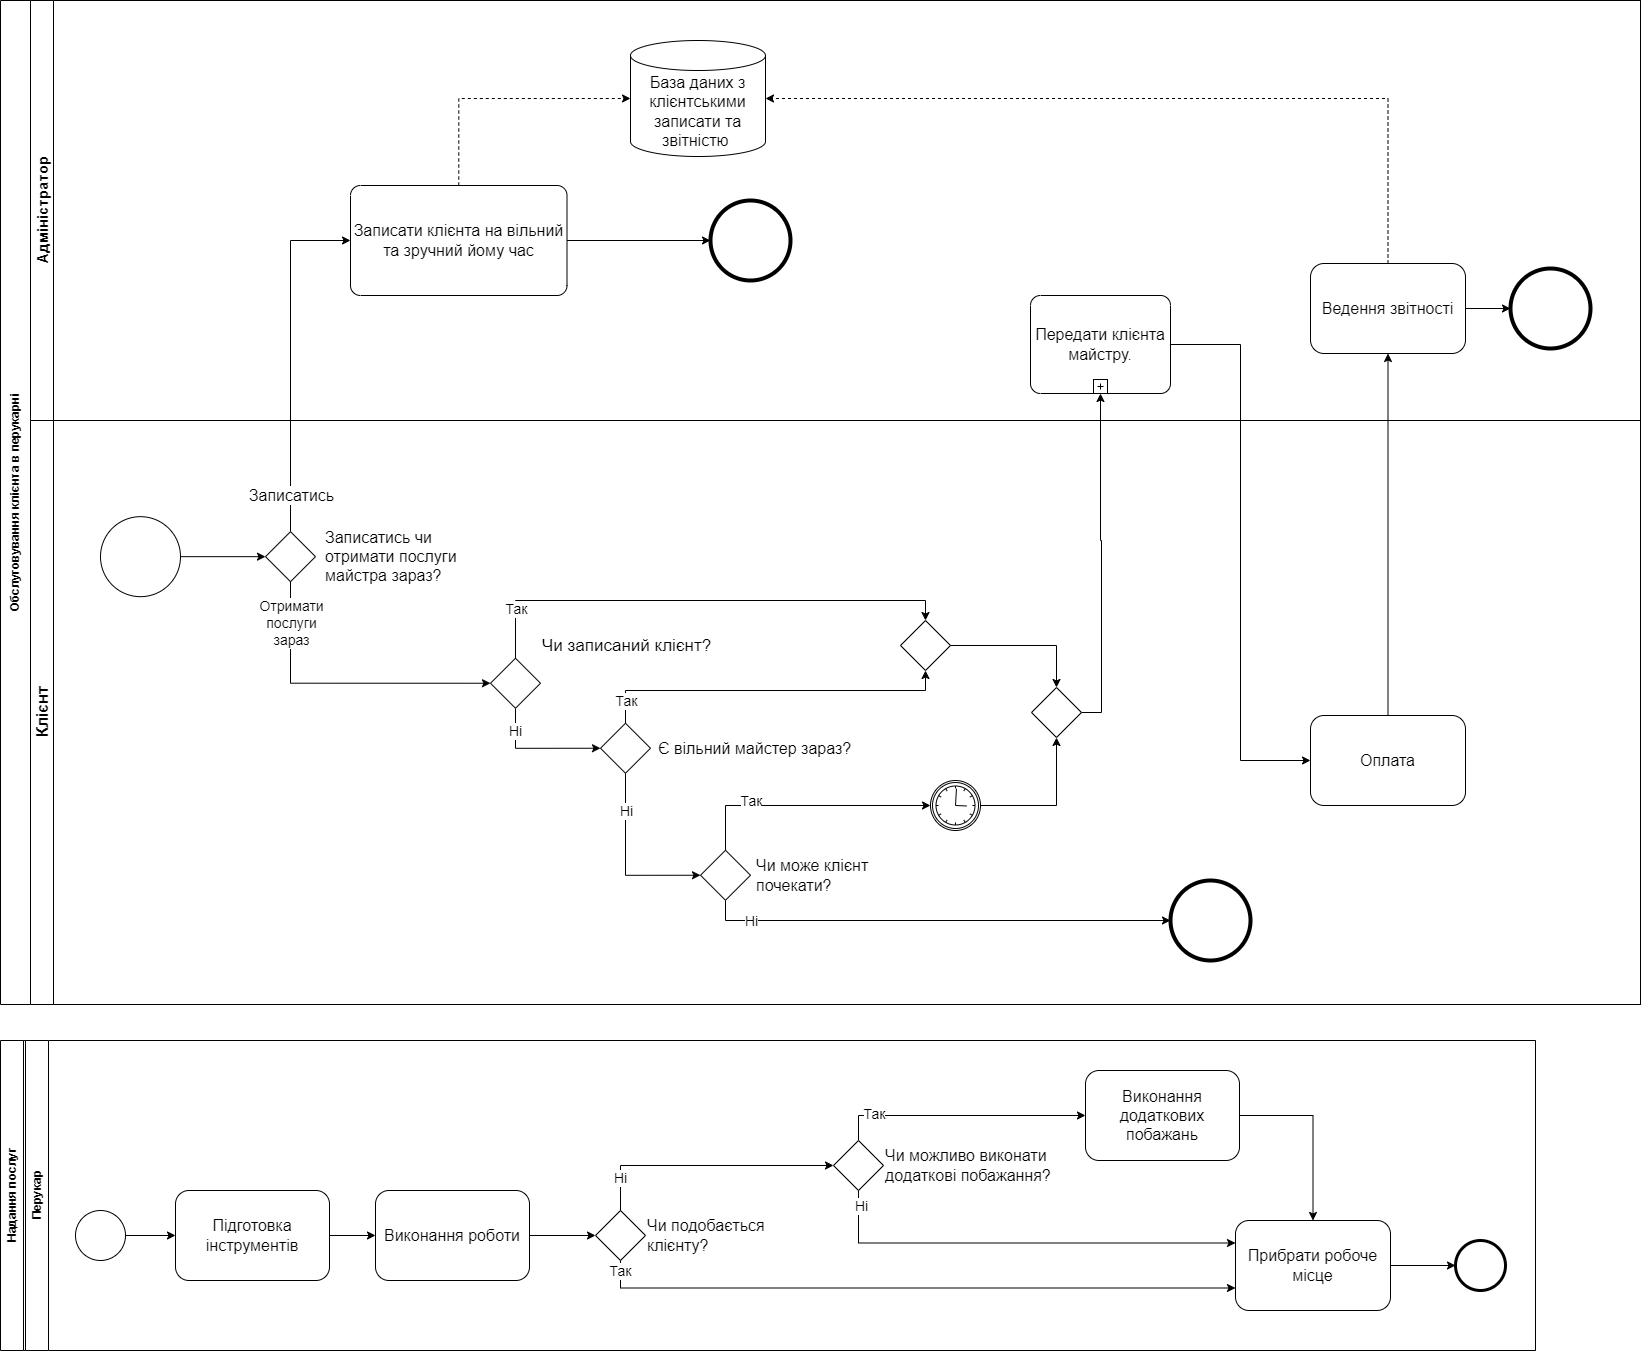 Обслуговування клієнта в перукарні
Адміністратор
База даних з
клієнтськими
записати та
звітністю
Записати клієнта на вільний
та зручний йому час
Ведення звітності
Передати клієнта
майстру.
Клієнт
Записатись
Записатись чи
отримати послуги
майстра зараз?
Отримати
послуги
зараз
Так
Чи записаний клієнт?
Ні
Так
Є вільний майстер зараз?
Ні
Так
Чи може клієнт
почекати?
Ні
Оплата
Надання послуг
Перукар
Підготовка
інструментів
Виконання роботи
Ні
Чи подобається
клієнту?
Так
Так
Чи можливо виконати
додаткові побажання?
Ні
Виконання
додаткових
побажань
Прибрати робоче
місце